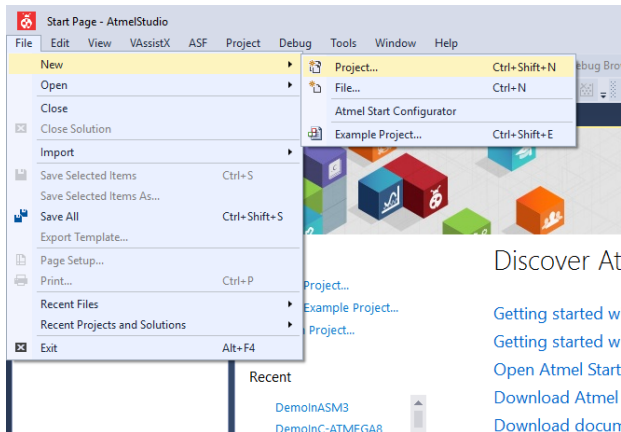 Start Page - AtmelStudio
File Edit View VAssistX ASF Project Debug Tools Window Help
New
Project... Ctrl+Shift+N
ebug Bro
Open
File... Ctrl+N
Close
Atmel Start Configurator
Close Solution
Example Project... Ctrl+Shift+E
Import
Save Selected Items Ctrl+S
Save Selected Items As...
Save All Ctrl+Shift+S
Export Template...
Page Setup...
Print... Ctrl+P
Recent Files
Recent Projects and Solutions
Exit Alt+F4
Project...
Example Project...
Project...
Recent
DemoInASM3
DemoInC-ATMEGA8
Discover At
Getting started w
Getting started w
Open Atmel Start
Download Atmel
Download docum